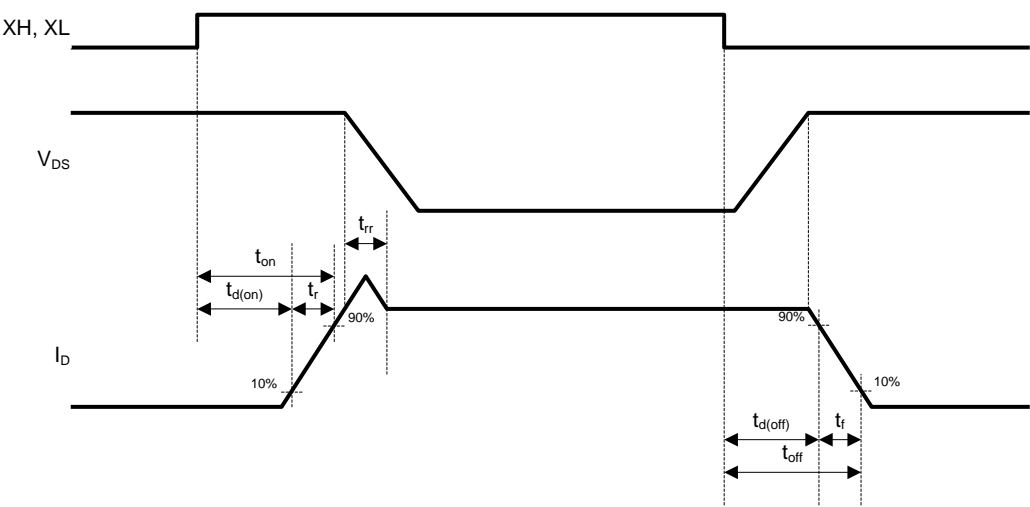 XH, XL
VDS
trr
ton
td(on)
tr
90%
90%
ID
10%
10%
td(off)
tf
toff